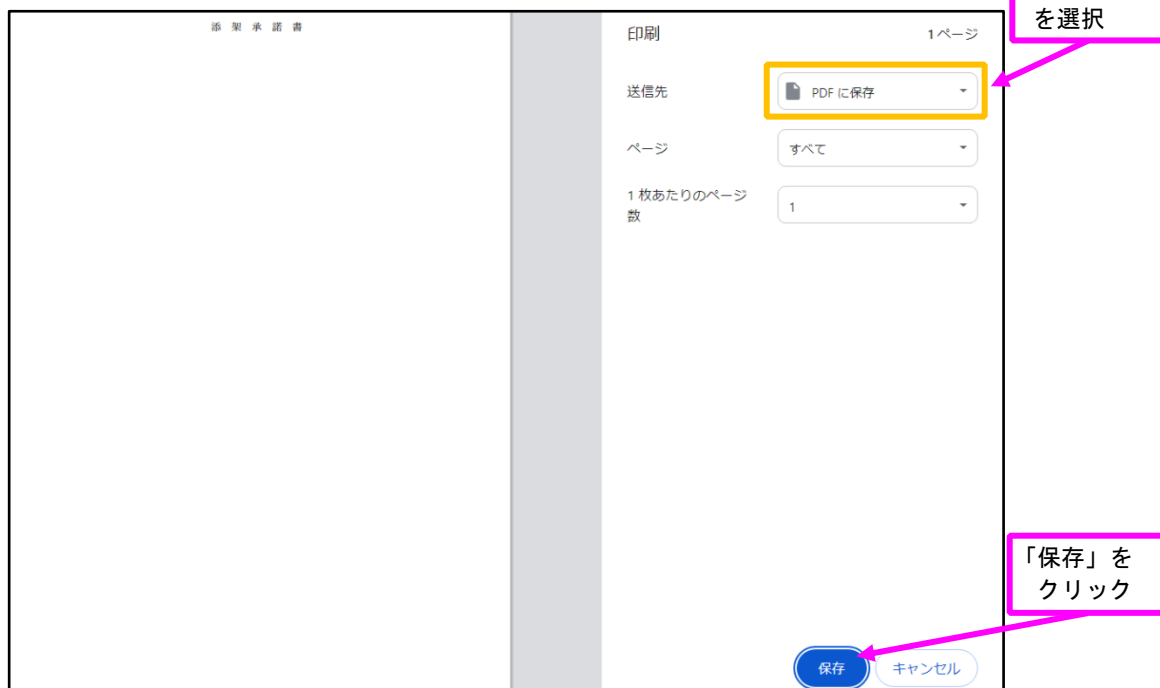 添架承諾書
印刷
1ページ
を選択
送信先
PDF に保存
ページ
すべて
1 枚あたりのページ
数
1
「保存」を
クリック
保存
キャンセル